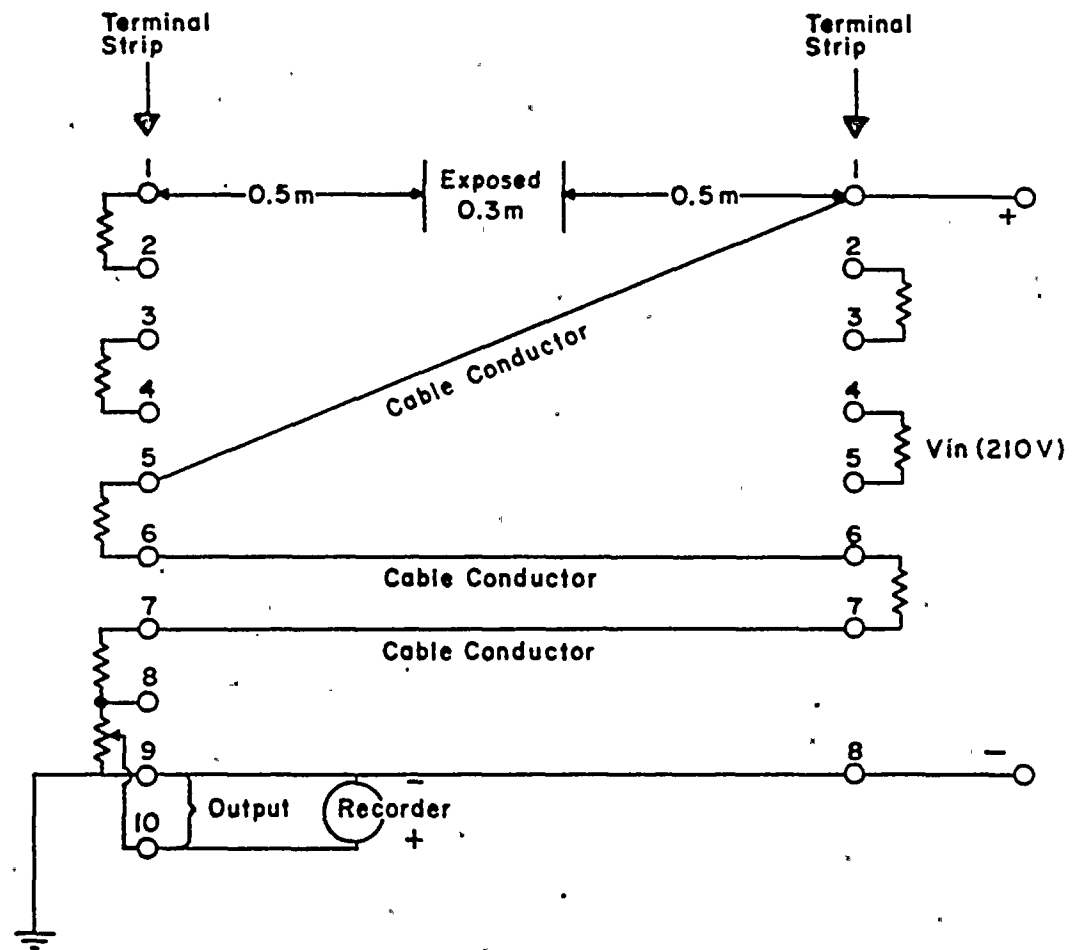 Terminal
Strip
Terminal
Strip
1
0.5m
Exposed
0.3m
0.5m
1
+
2
2
3
3
Cable Conductor
4
4
Vin (210V)
5
5
6
6
Cable Conductor
7
7
Cable Conductor
8
9
8
−
Output
-
Recorder
+
10